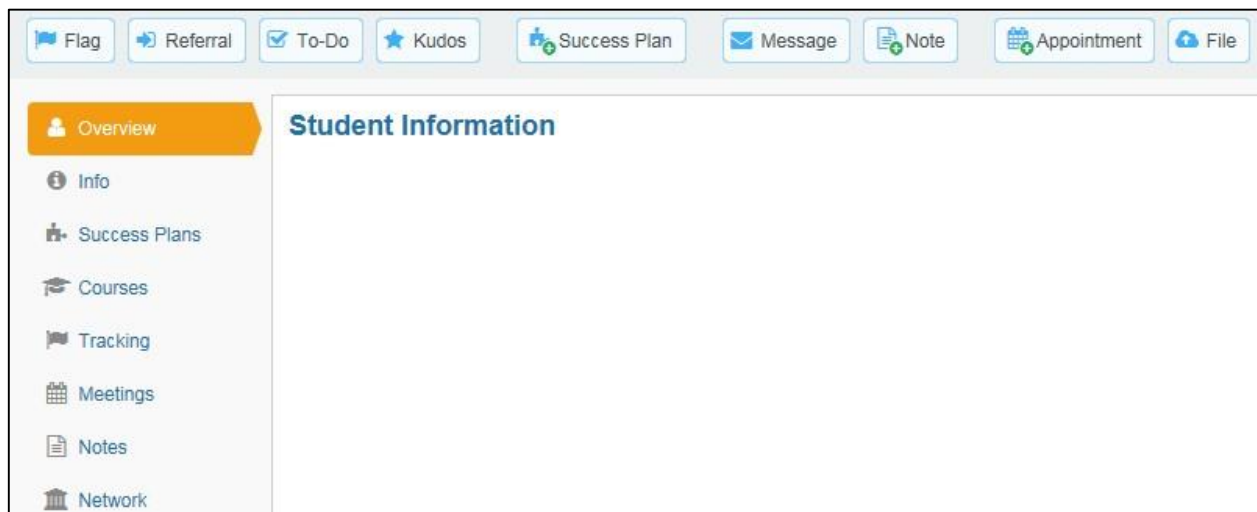 Flag Referral To-Do Kudos Success Plan Message Note Appointment File
Overview
Student Information
Info
Success Plans
Courses
Tracking
Meetings
Notes
Network